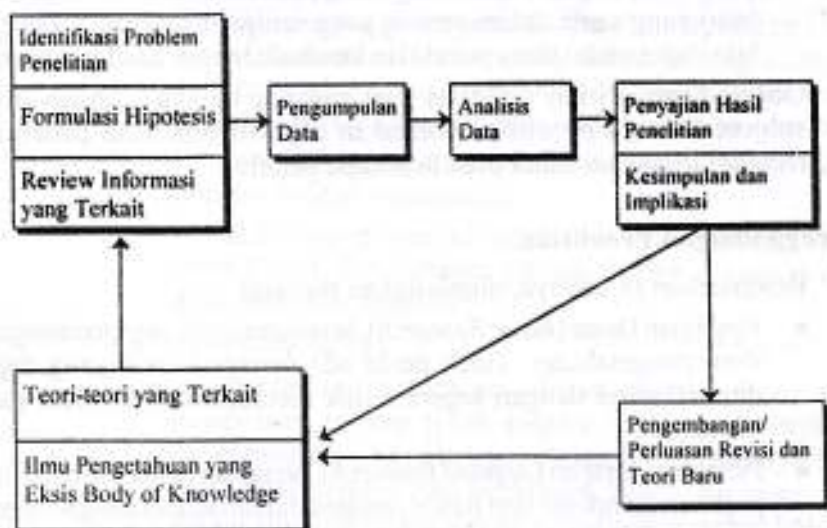 Identifikasi Problem
Penelitian
Formulasi Hipotesis
Review Informasi
yang Terkait
Pengumpulan
Data
Analisis
Data
Penyajian Hasil
Penelitian
Kesimpulan dan
Implikasi
Teori-teori yang Terkait
Ilmu Pengetahuan yang
Eksis Body of Knowledge
Pengembangan/
Perluasan Revisi dan
Teori Baru